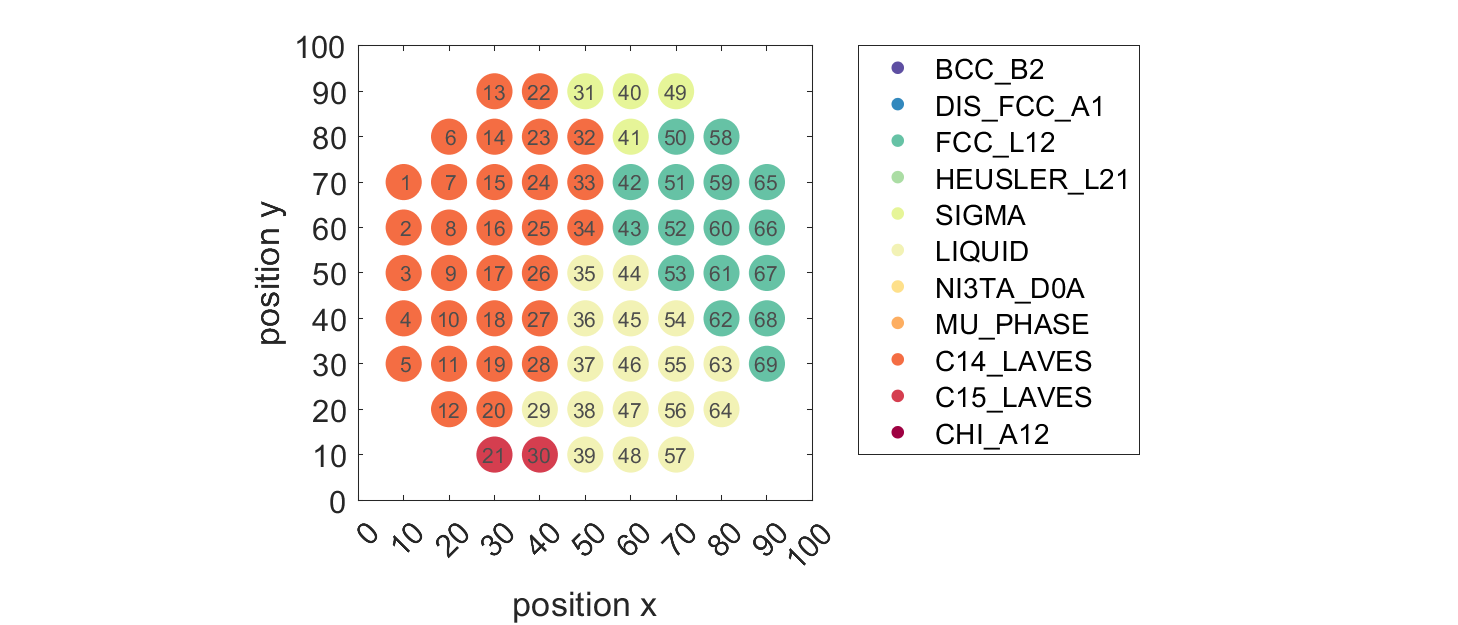 100
90 13 22 31 40 49
80 6 14 23 32 41 50 58
70 1 7 15 24 33 42 51 59 65
60 2 8 16 25 34 43 52 60 66
50 3 9 17 26 35 44 53 61 67
40 4 10 18 27 36 45 54 62 68
30 5 11 19 28 37 46 55 63 69
20 12 20 29 38 47 56 64
10 21 30 39 48 57
0
position y
0 10 20 30 40 50 60 70 80 90 100
position x
BCC_B2
DIS_FCC_A1
FCC_L12
HEUSLER_L21
SIGMA
LIQUID
NI3TA_D0A
MU_PHASE
C14_LAVES
C15_LAVES
CHI_A12